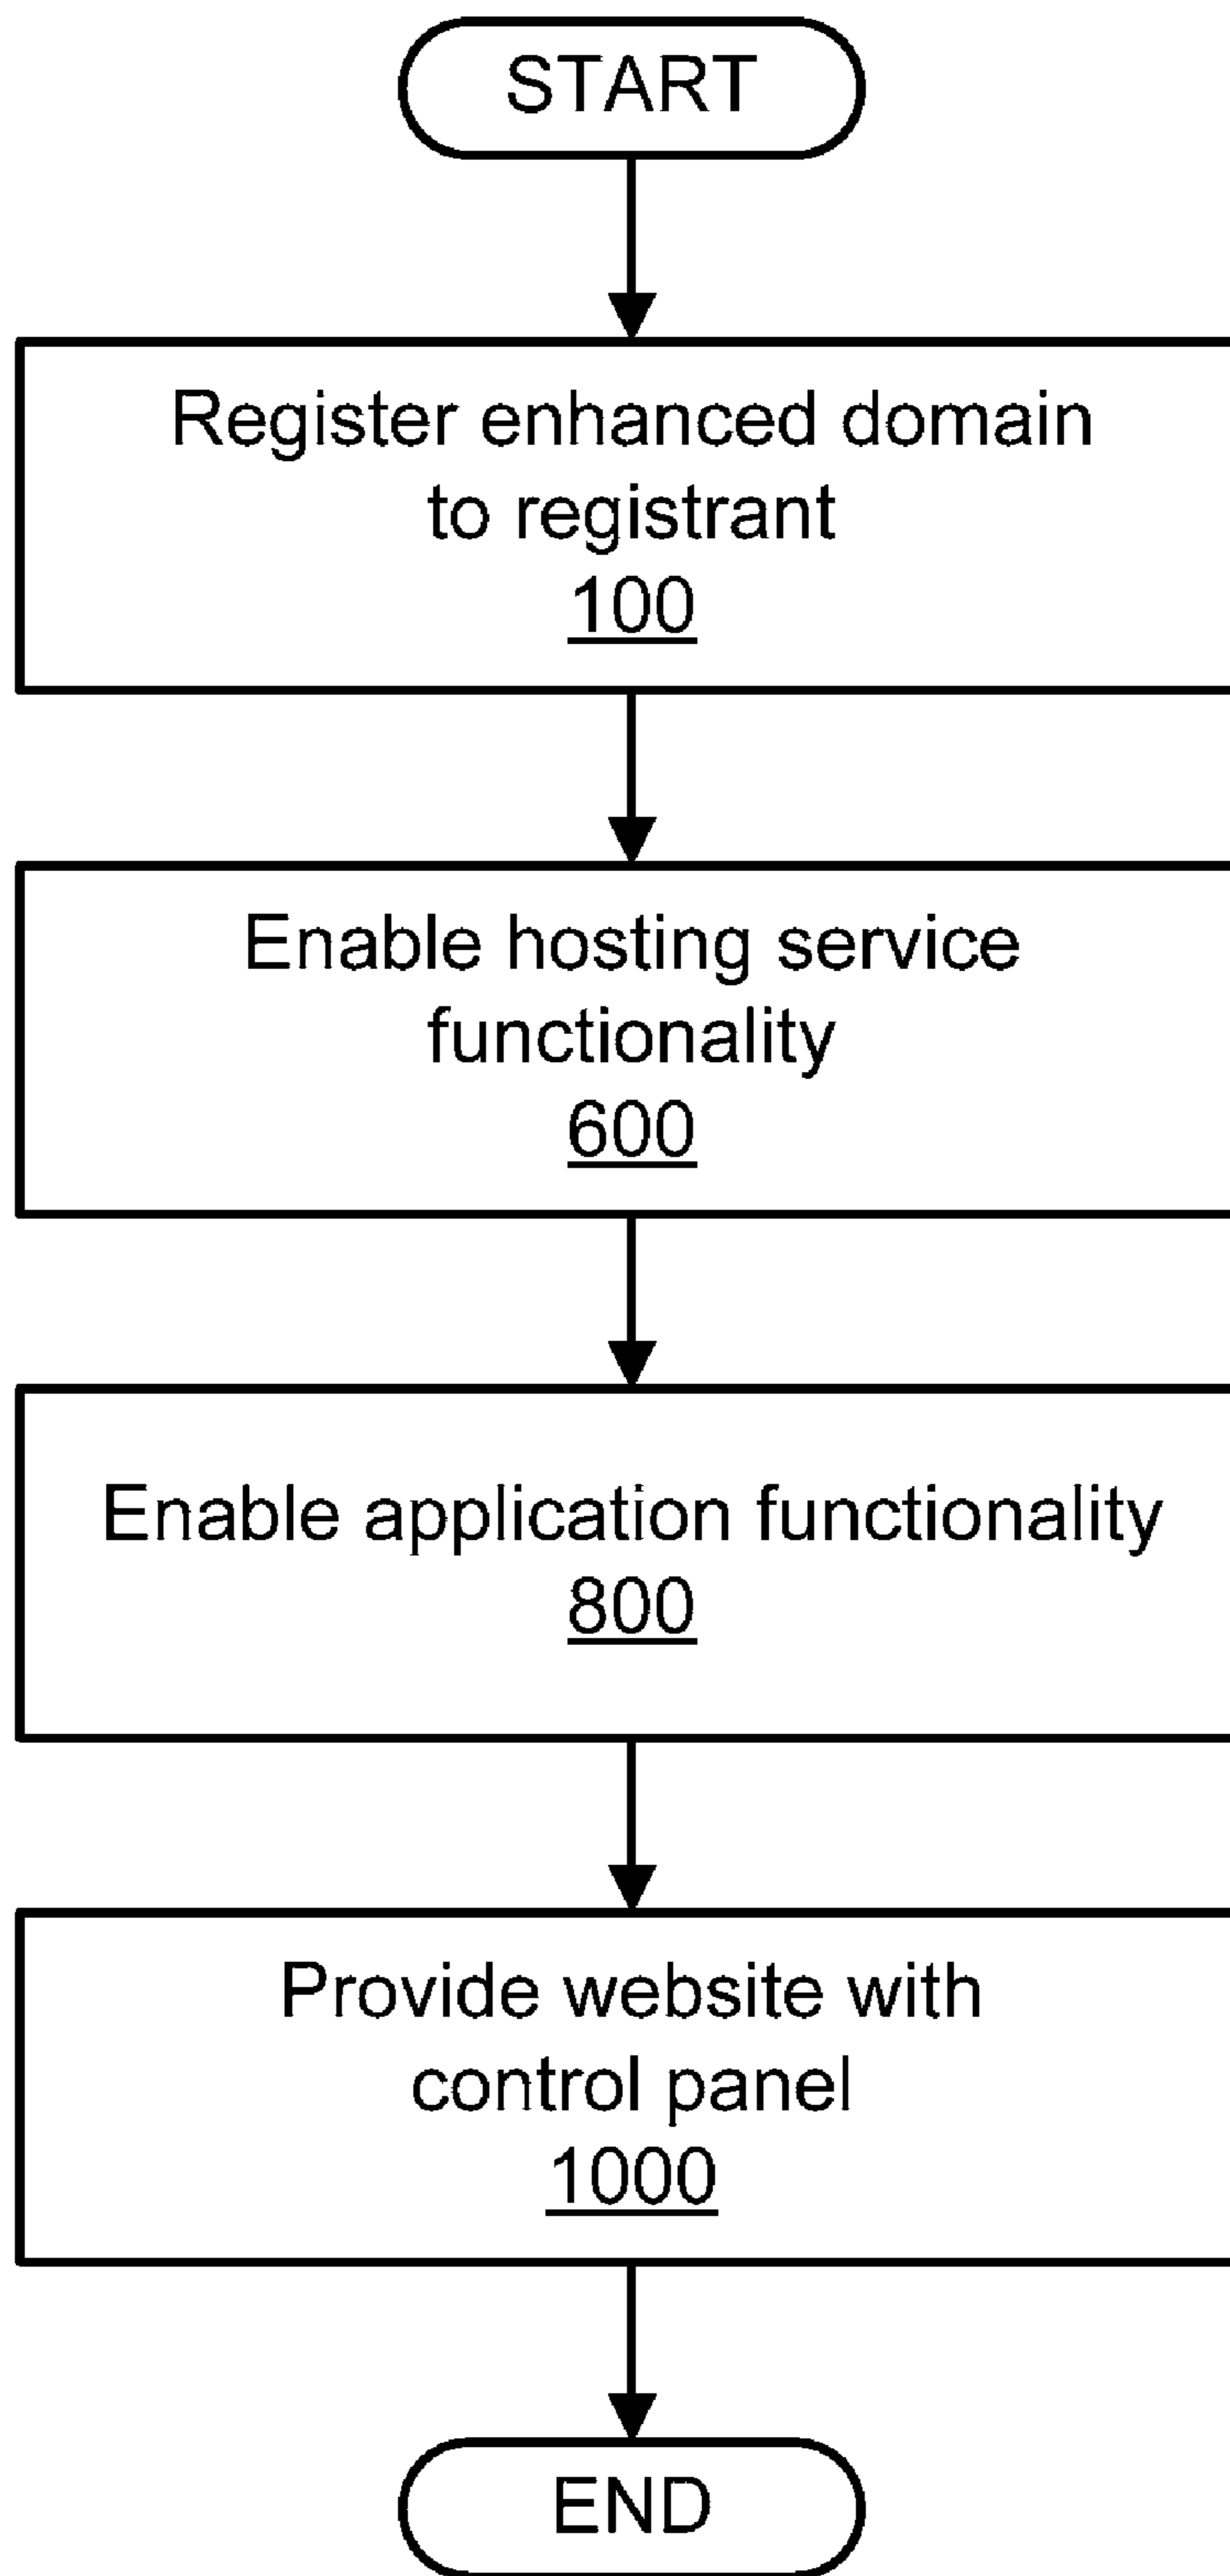 START
Register enhanced domain
to registrant
100
Enable hosting service
functionality
600
Enable application functionality
800
Provide website with
control panel
1000
END